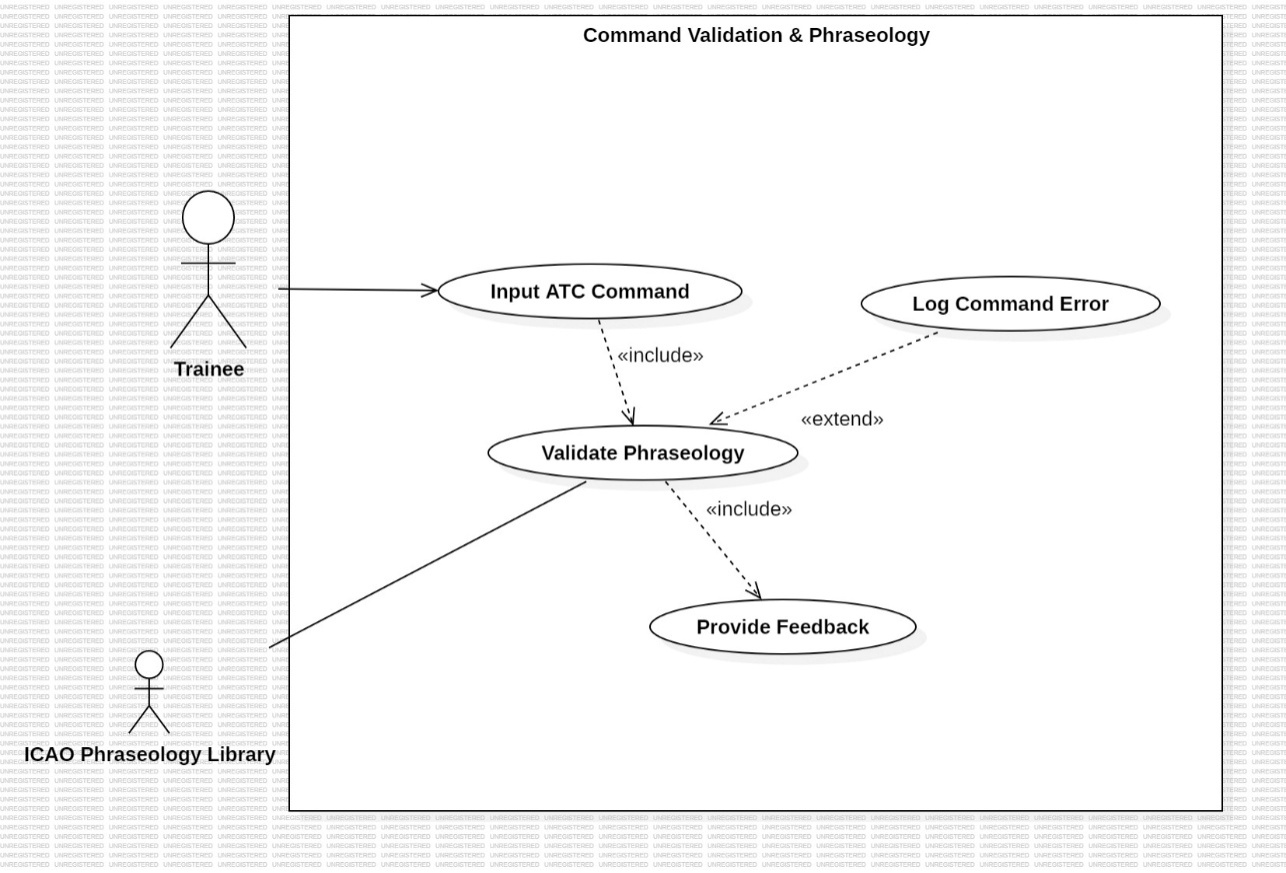 Command Validation & Phraseology
Input ATC Command
Log Command Error
«include»
Trainee
«extend»
Validate Phraseology
«include»
Provide Feedback
ICAO Phraseology Library
UNREGISTERED